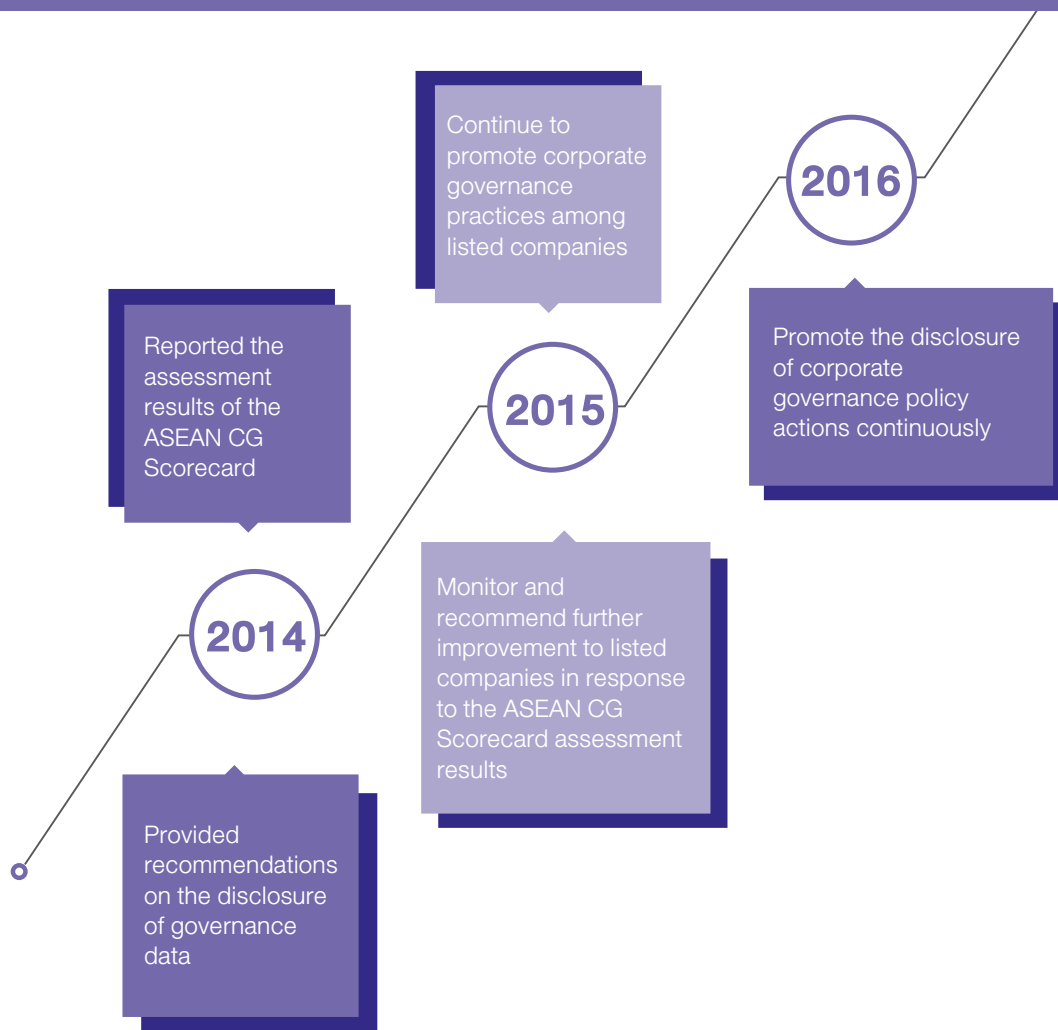 Reported the
assessment
results of the
ASEAN CG
Scorecard
2014
Provided
recommendations
on the disclosure
of governance
data
Continue to
promote corporate
governance
practices among
listed companies
2015
Monitor and
recommend further
improvement to listed
companies in response
to the ASEAN CG
Scorecard assessment
results
2016
Promote the disclosure
of corporate
governance policy
actions continuously